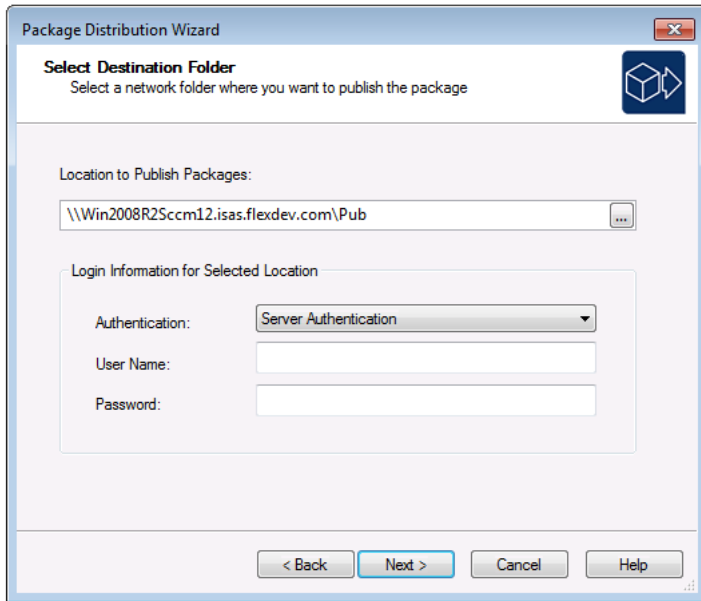 Package Distribution Wizard
Select Destination Folder
Select a network folder where you want to publish the package
Location to Publish Packages:
\\Win2008R2Sccm12.isas.flexdev.com\Pub
...
Login Information for Selected Location
Authentication:
Server Authentication
User Name:
Password:
< Back
Next >
Cancel
Help